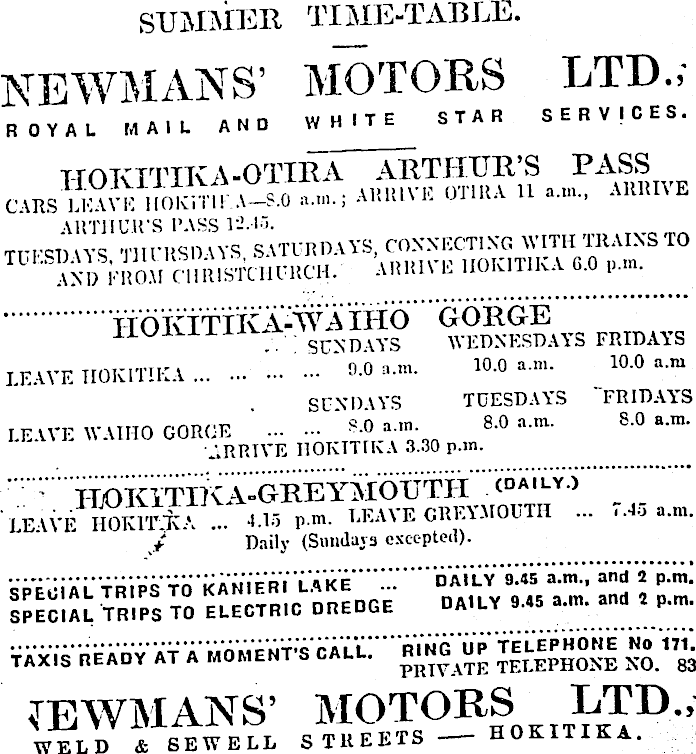 SUMMER TIME-TABLE.
NEWMANS' MOTORS LTD.,
ROYAL MAIL AND WHITE STAR SERVICES.
HOKITIKA-OTIRA ARTHUR'S PASS
CARS LEAVE HOKITIKA—8.0 a.m.; ARRIVE OTIRA 11 a.m., ARRIVE
ARTHUR'S PASS 12.45.
TUESDAYS, THURSDAYS, SATURDAYS, CONNECTING WITH TRAINS TO
AND FROM CHRISTCHURCH. ARRIVE HOKITIKA 6.0 p.m.
HOKITIKA-WAIHO GORGE
SUNDAYS WEDNESDAYS FRIDAYS
LEAVE HOKITIKA ... ... ... ... 9.0 a.m. 10.0 a.m. 10.0 a.m
SUNDAYS TUESDAYS FRIDAYS
LEAVE WAIHO GORGE ... ... 8.0 a.m. 8.0 a.m. 8.0 a.m.
ARRIVE HOKITIKA 3.30 p.m.
HOKITIKA-GREYMOUTH (DAILY.)
LEAVE HOKITIKA ... 4.15 p.m. LEAVE GREYMOUTH ... 7.45 a.m.
Daily (Sundays excepted).
SPECIAL TRIPS TO KANIERI LAKE ... DAILY 9.45 a.m., and 2 p.m.
SPECIAL TRIPS TO ELECTRIC DREDGE DAILY 9.45 a.m. and 2 p.m.
TAXIS READY AT A MOMENT'S CALL. RING UP TELEPHONE No 171.
PRIVATE TELEPHONE NO. 83
NEWMANS' MOTORS LTD.,
WELD & SEWELL STREETS — HOKITIKA.